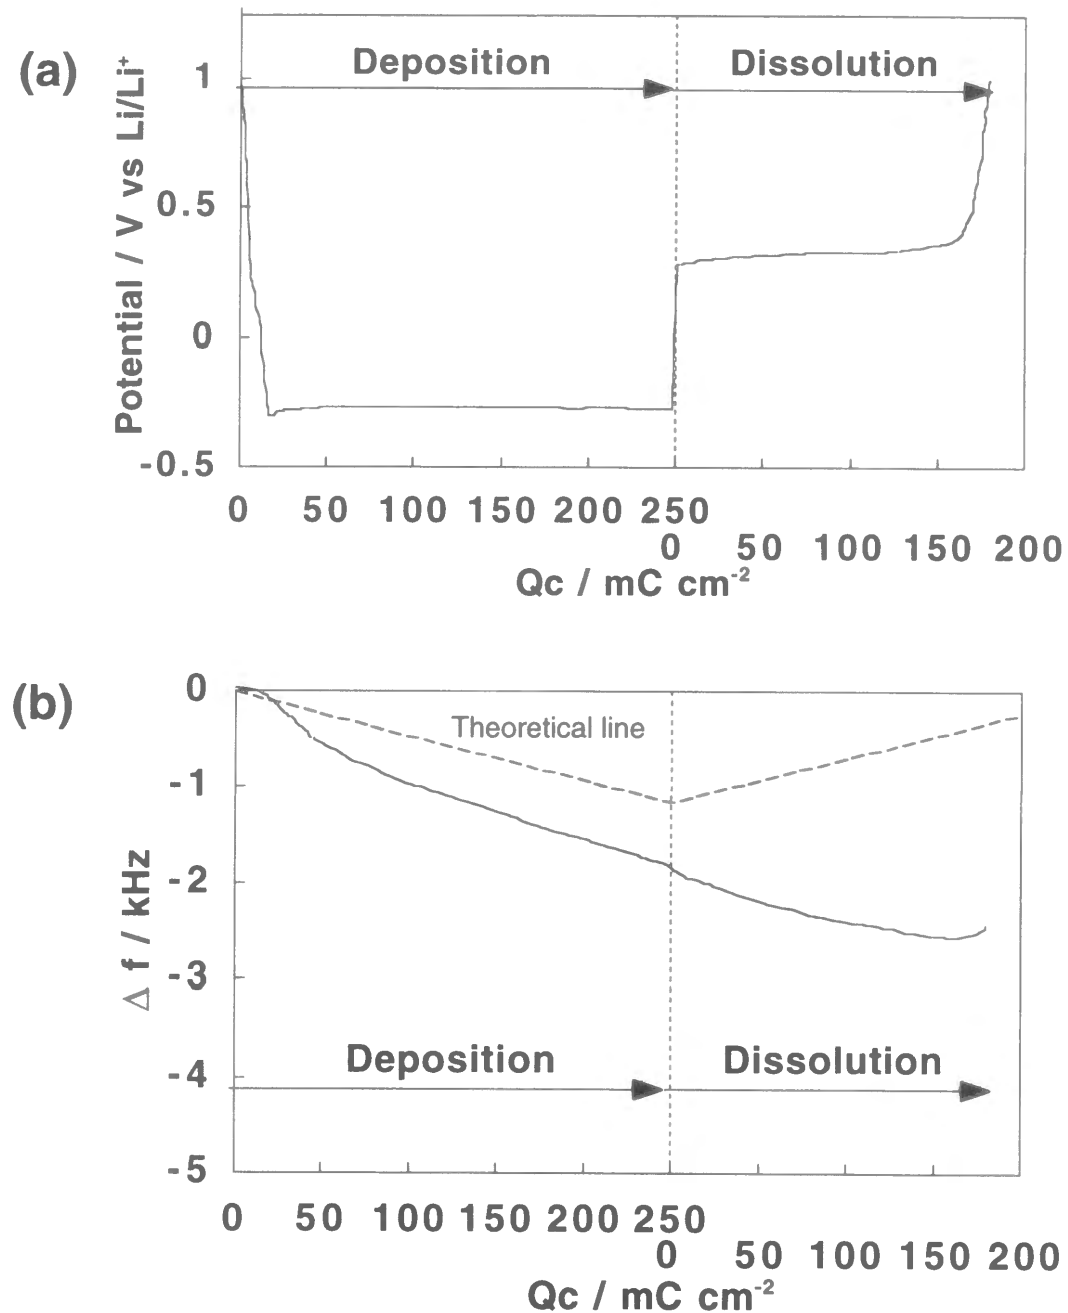 (a)
Deposition
Dissolution
Potential / V vs Li/Li⁺
1
0.5
0
-0.5
0 50 100 150 200 250
0 50 100 150 200
Qc / mC cm⁻²
(b)
Theoretical line
Δ f / kHz
0
-1
-2
-3
-4
-5
Deposition
Dissolution
0 50 100 150 200 250
0 50 100 150 200
Qc / mC cm⁻²